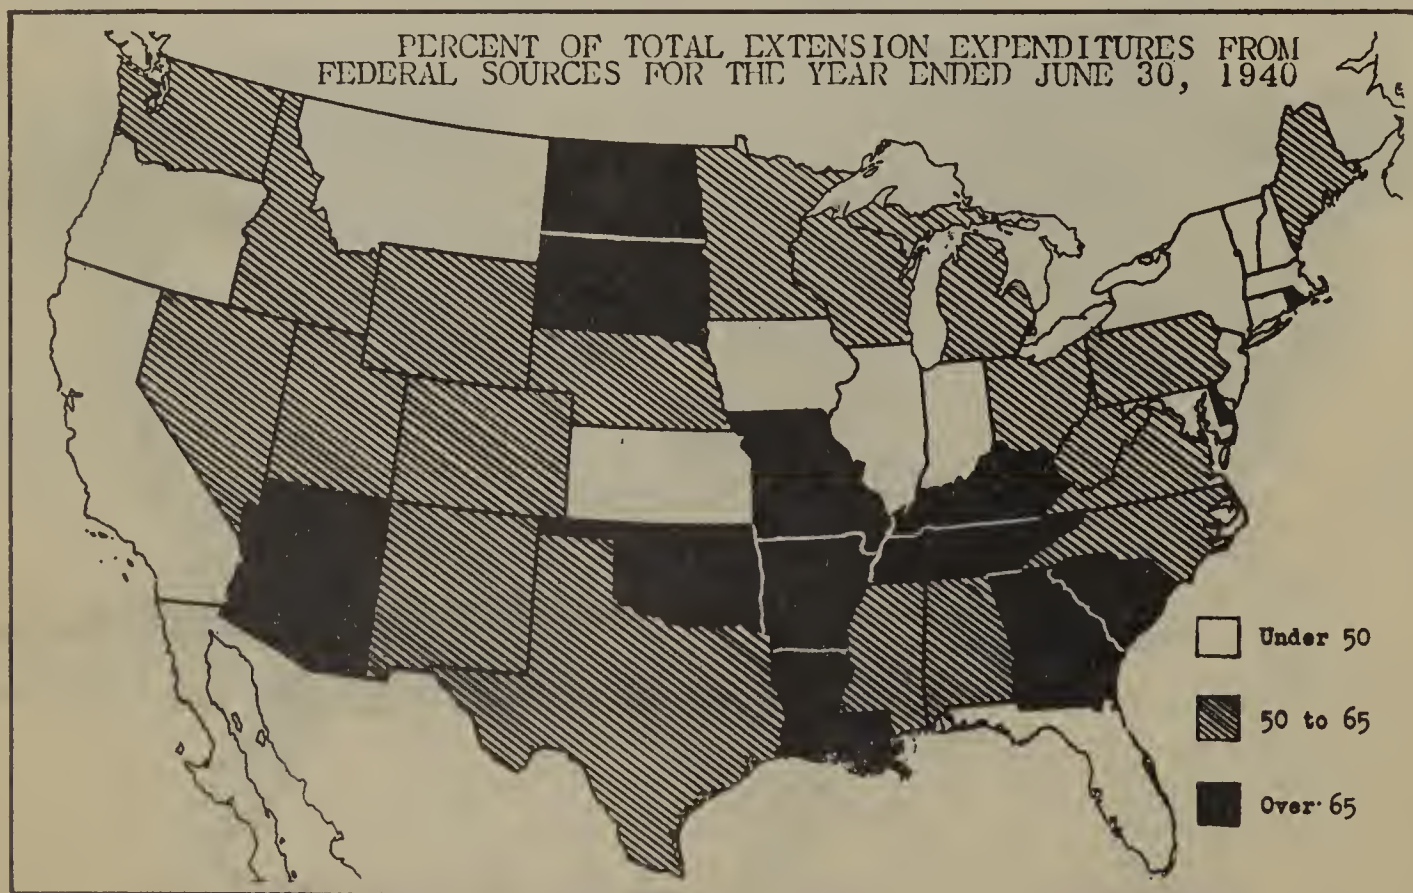 PERCENT OF TOTAL EXTENSION EXPENDITURES FROM
FEDERAL SOURCES FOR THE YEAR ENDED JUNE 30, 1940
Under 50
50 to 65
Over 65